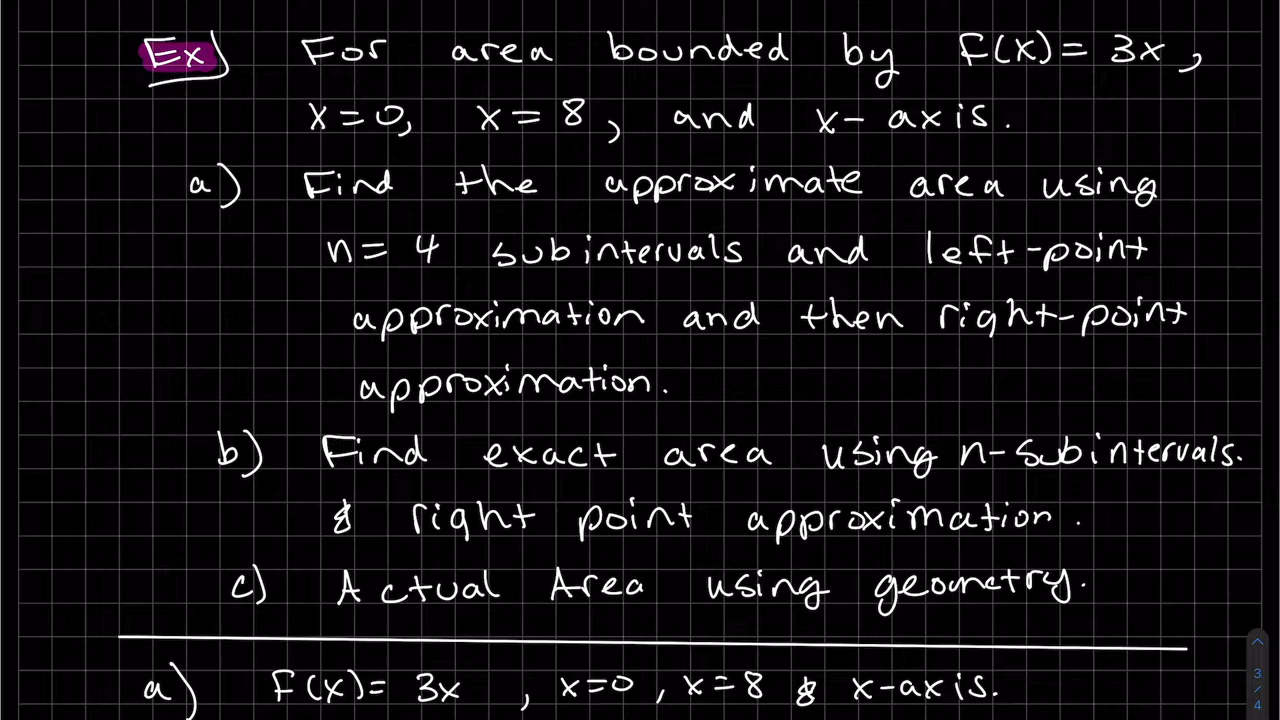 Ex) For area bounded by f(x)= 3x,
x=0, x=8, and x-axis.
a) Find the approximate area using
n=4 subintervals and left-point
approximation and then right-point
approximation.
b) Find exact area using n-subintervals.
& right point approximation.
c) Actual Area using geometry.
a) f(x)= 3x, x=0, x=8 & x-axis.
3
/
4